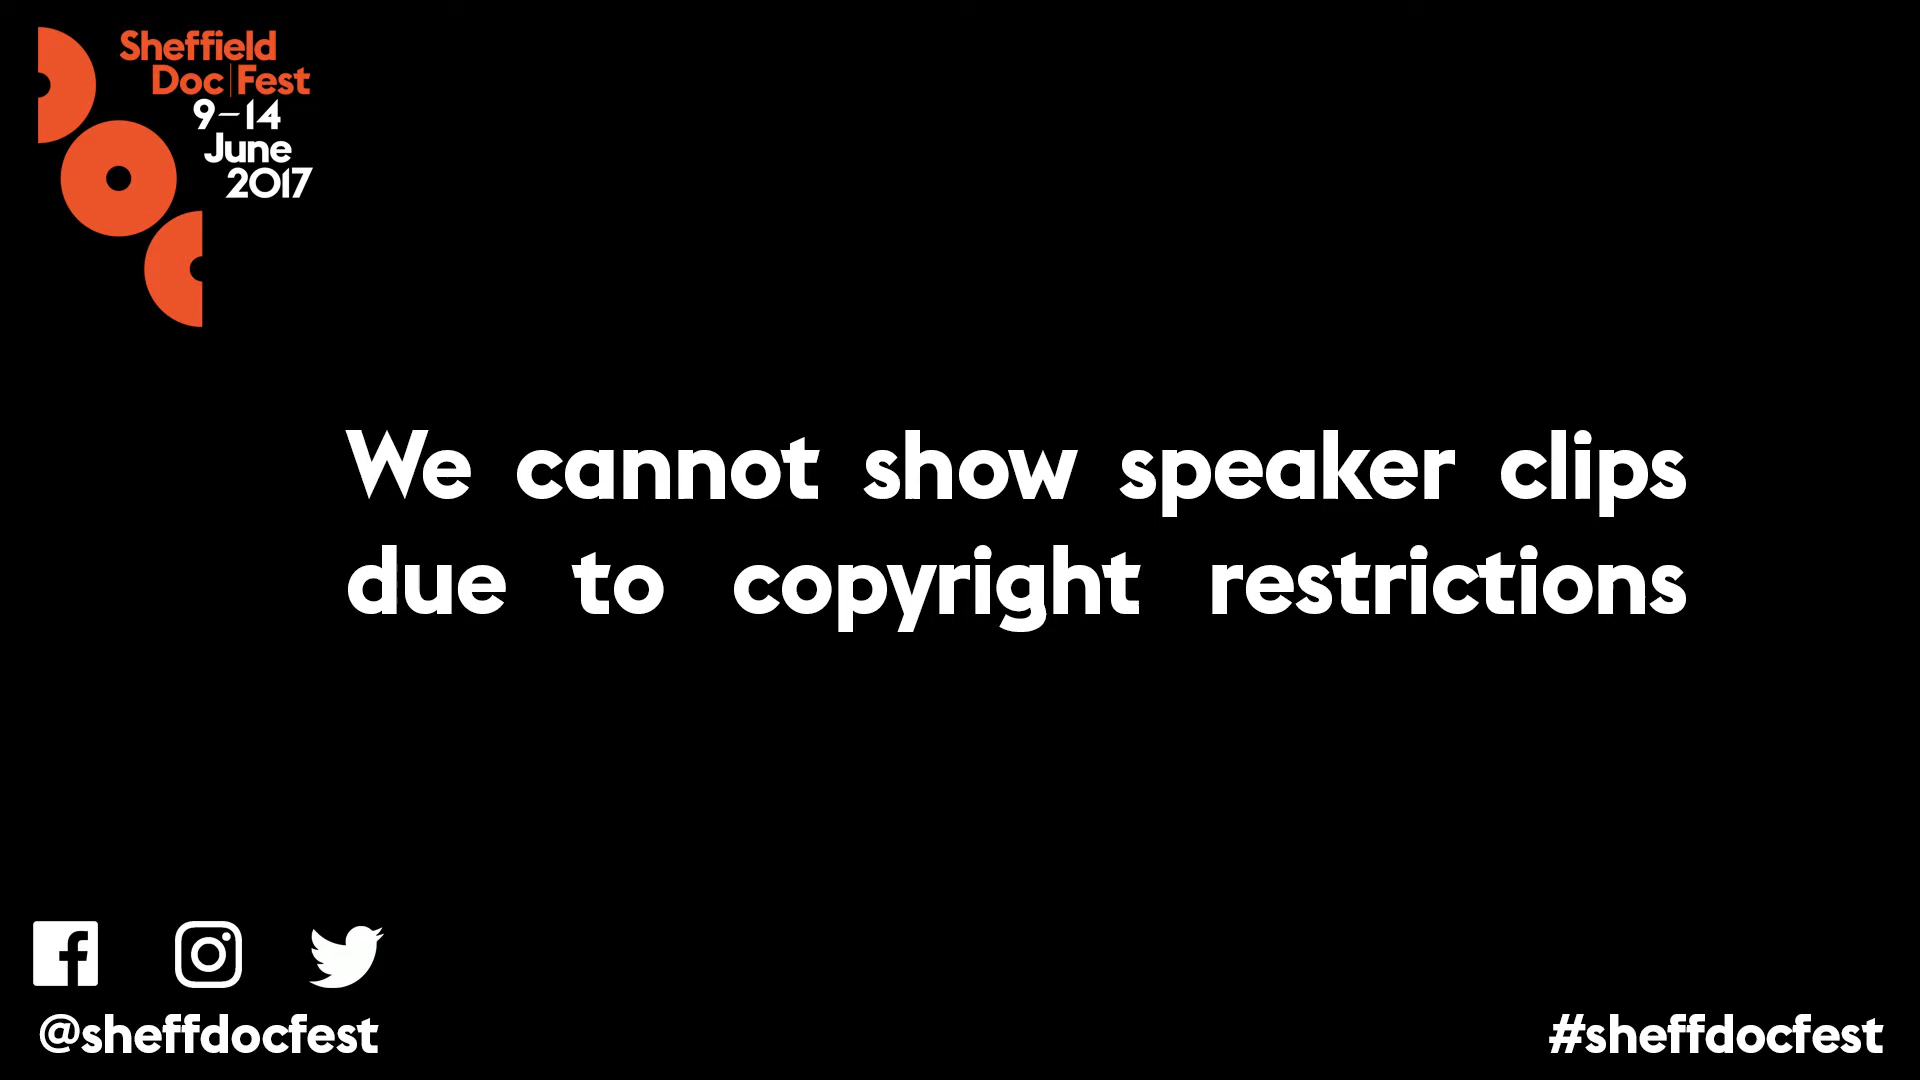 Sheffield
Doc|Fest
9–14
June
2017
We cannot show speaker clips
due to copyright restrictions
@sheffdocfest
#sheffdocfest